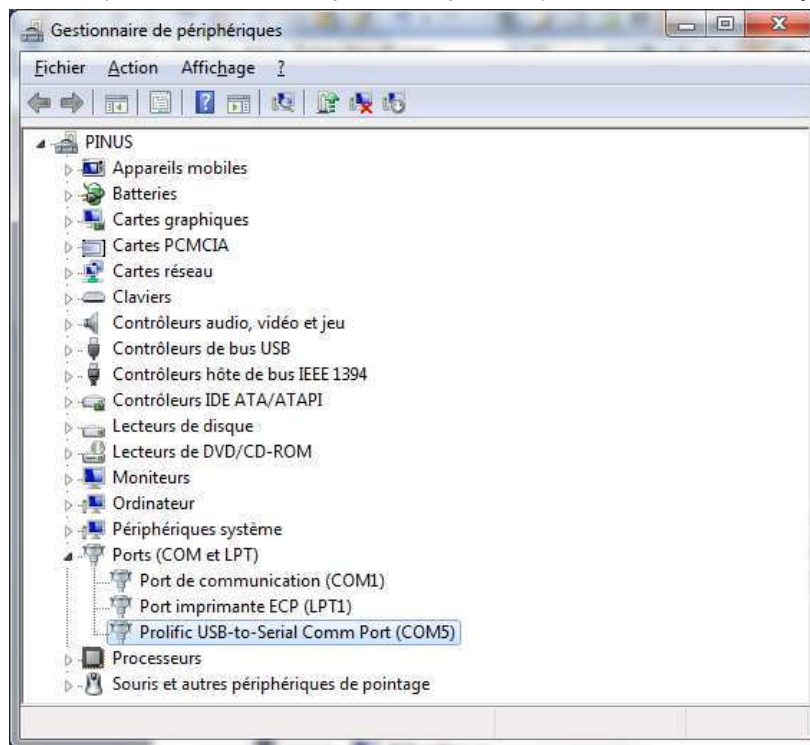 Gestionnaire de périphériques
Fichier Action Affichage ?
PINUS
Appareils mobiles
Batteries
Cartes graphiques
Cartes PCMCIA
Cartes réseau
Claviers
Contrôleurs audio, vidéo et jeu
Contrôleurs de bus USB
Contrôleurs hôte de bus IEEE 1394
Contrôleurs IDE ATA/ATAPI
Lecteurs de disque
Lecteurs de DVD/CD-ROM
Moniteurs
Ordinateur
Périphériques système
Ports (COM et LPT)
Port de communication (COM1)
Port imprimante ECP (LPT1)
Prolific USB-to-Serial Comm Port (COM5)
Processeurs
Souris et autres périphériques de pointage